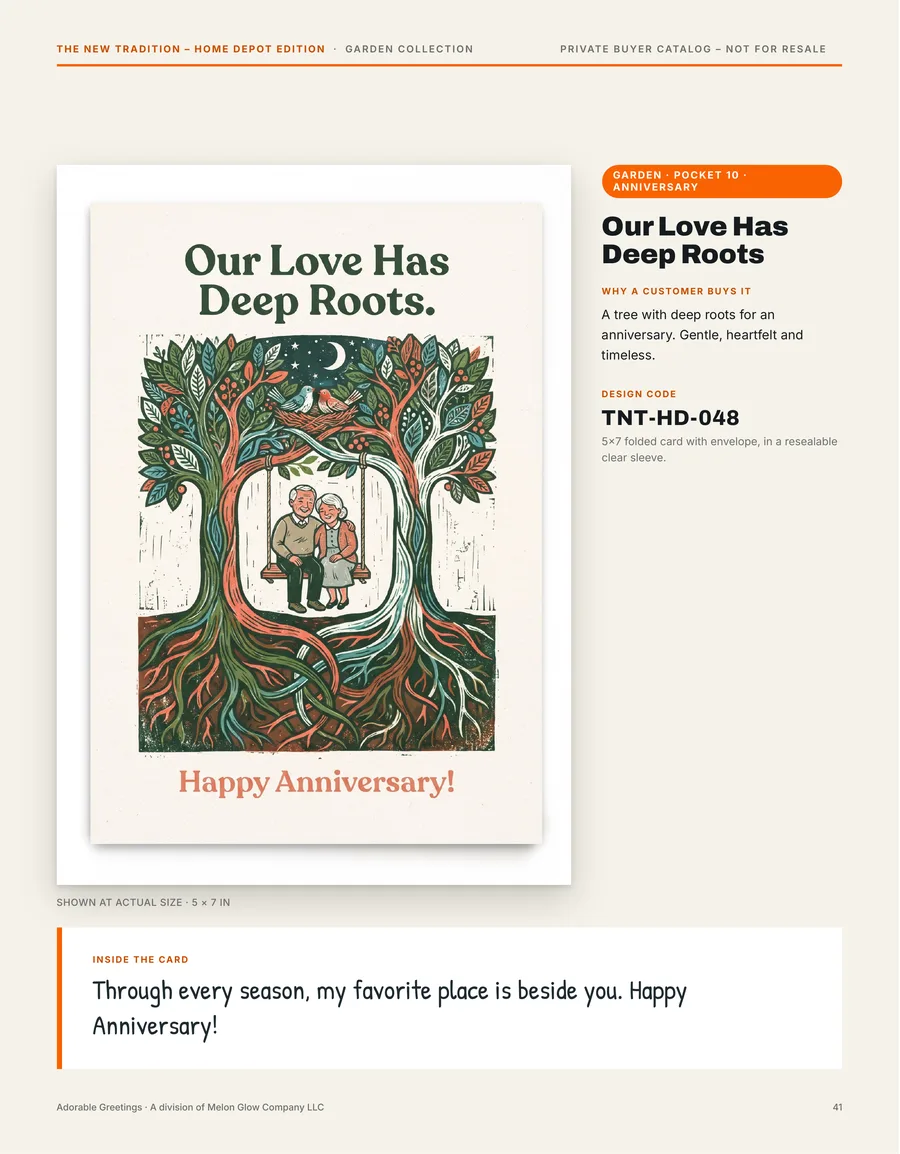 THE NEW TRADITION – HOME DEPOT EDITION · GARDEN COLLECTION
PRIVATE BUYER CATALOG – NOT FOR RESALE
Our Love Has
Deep Roots.
Happy Anniversary!
SHOWN AT ACTUAL SIZE · 5 × 7 IN
GARDEN · POCKET 10 ·
ANNIVERSARY
Our Love Has
Deep Roots
WHY A CUSTOMER BUYS IT
A tree with deep roots for an
anniversary. Gentle, heartfelt and
timeless.
DESIGN CODE
TNT-HD-048
5×7 folded card with envelope, in a resealable
clear sleeve.
INSIDE THE CARD
Through every season, my favorite place is beside you. Happy
Anniversary!
Adorable Greetings · A division of Melon Glow Company LLC
41